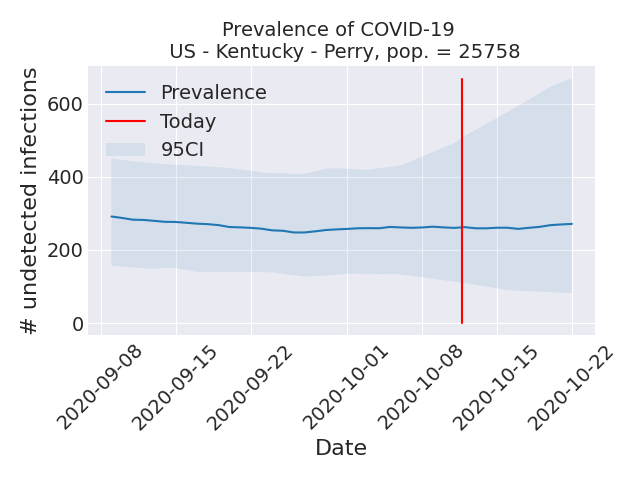 Prevalence of COVID-19
US - Kentucky - Perry, pop. = 25758
# undetected infections
600
400
200
0
Prevalence
Today
95CI
2020-09-08
2020-09-15
2020-09-22
2020-10-01
2020-10-08
2020-10-15
2020-10-22
Date